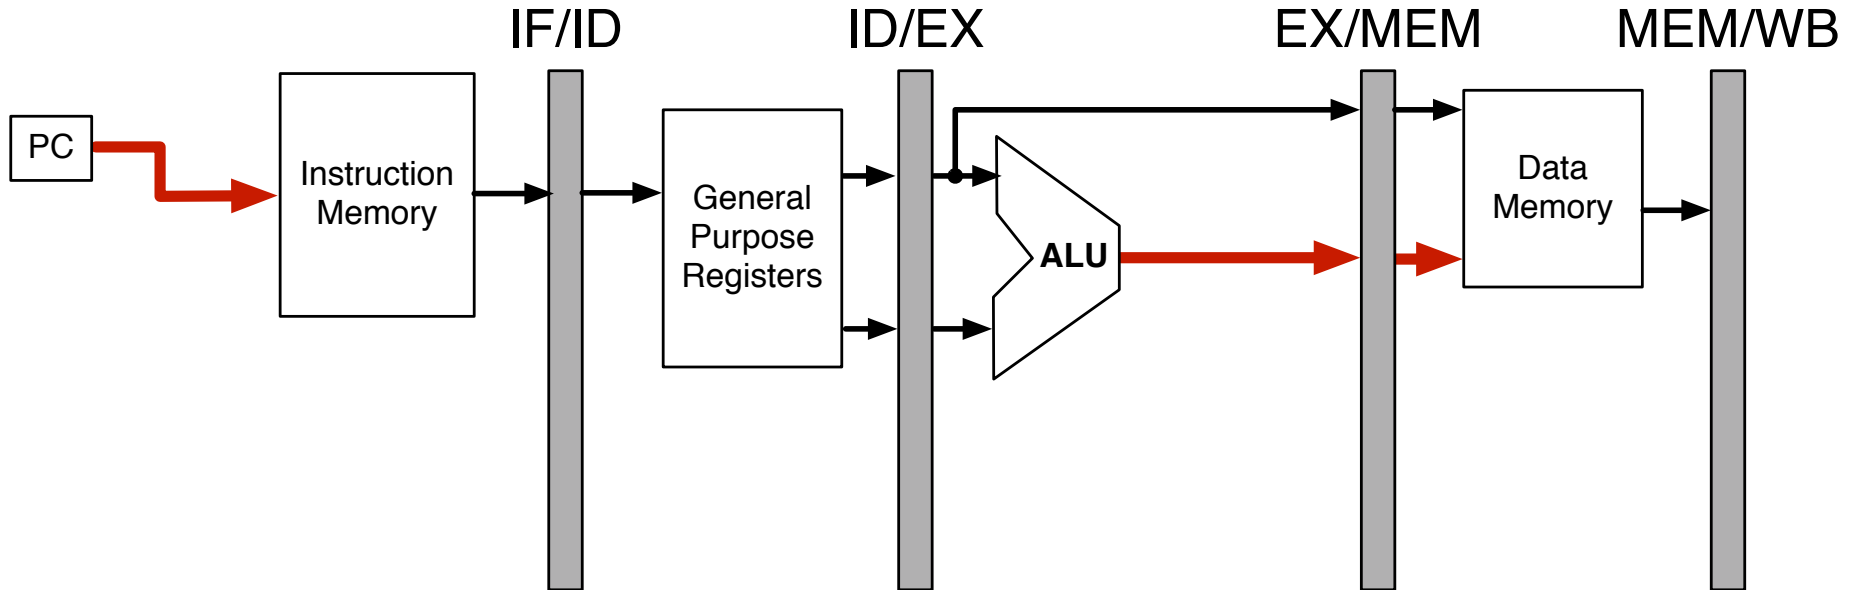 IF/ID
ID/EX
EX/MEM
MEM/WB
PC
Instruction
Memory
General
Purpose
Registers
ALU
Data
Memory